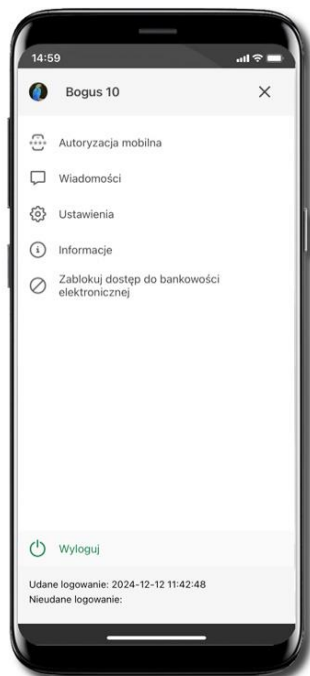 14:59
Bogus 10
Autoryzacja mobilna
Wiadomości
Ustawienia
Informacje
Zablokuj dostęp do bankowości
elektronicznej
Wyloguj
Udane logowanie: 2024-12-12 11:42:48
Nieudane logowanie: